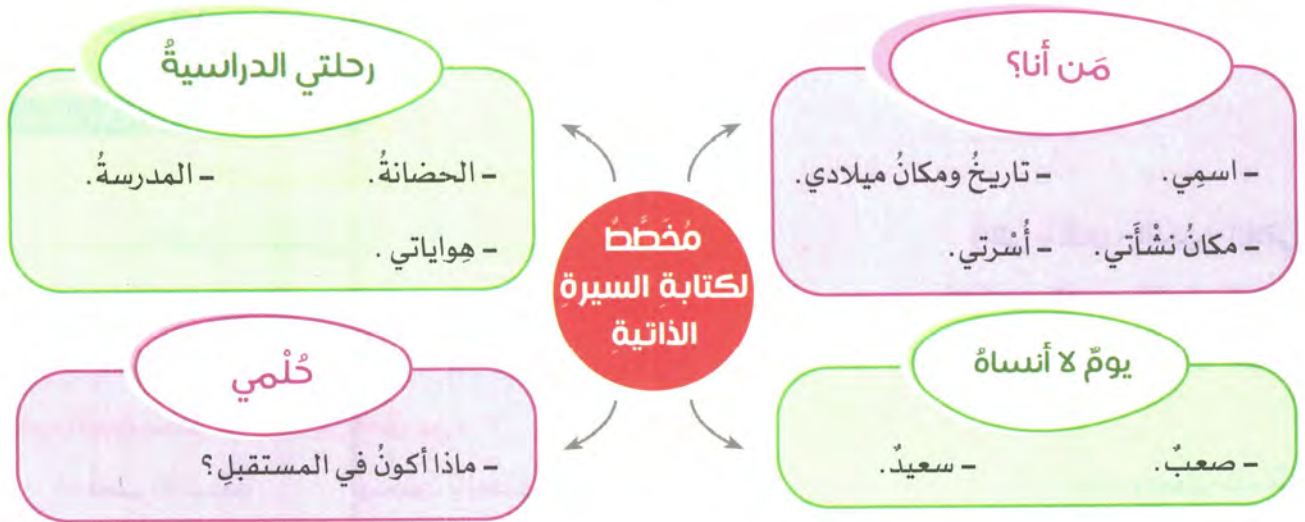 مَن أنا؟
– اسمِي. – تاريخُ ومكانُ ميلادي.
– مكانُ نشْأَتي. – أُسْرتي.
رحلتي الدراسيةُ
– الحضانةُ. – المدرسةُ.
– هِواياتي .
مُخَطَّطٌ
لكتابةِ السيرةِ
الذاتيةِ
يومٌ لا أنساهُ
– صعبٌ. – سعيدٌ.
حُلْمي
– ماذا أكونُ في المستقبلِ؟